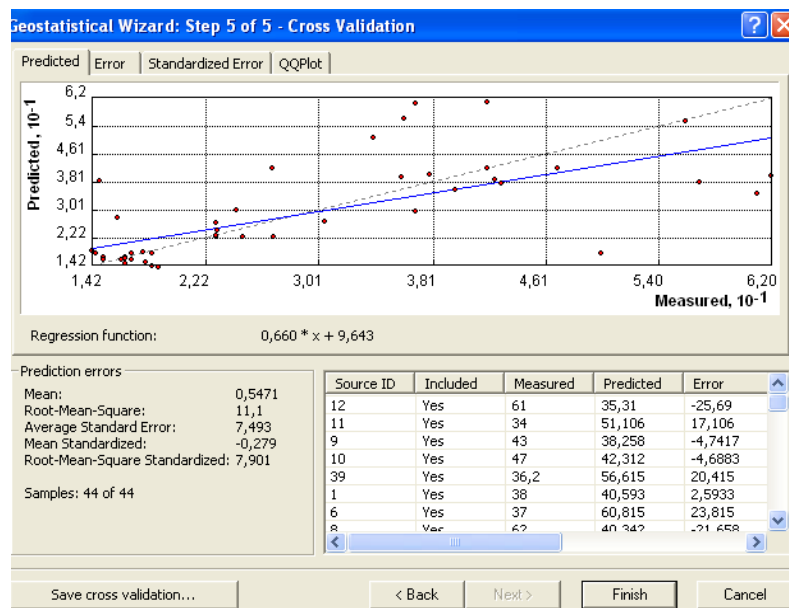 Geostatistical Wizard: Step 5 of 5 - Cross Validation
Predicted Error Standardized Error QQPlot
Predicted, 10-1
6,2
5,4
4,61
3,81
3,01
2,22
1,42
1,42 2,22 3,01 3,81 4,61 5,40 6,20
Measured, 10-1
Regression function: 0,660 * x + 9,643
Prediction errors
Mean: 0,5471
Root-Mean-Square: 11,1
Average Standard Error: 7,493
Mean Standardized: -0,279
Root-Mean-Square Standardized: 7,901
Samples: 44 of 44
Source ID Included Measured Predicted Error
12 Yes 61 35,31 -25,69
11 Yes 34 51,106 17,106
9 Yes 43 38,258 -4,7417
10 Yes 47 42,312 -4,6883
39 Yes 36,2 56,615 20,415
1 Yes 38 40,593 2,5933
6 Yes 37 60,815 23,815
8 Yes 62 40,342 -21,658
Save cross validation... < Back Next > Finish Cancel